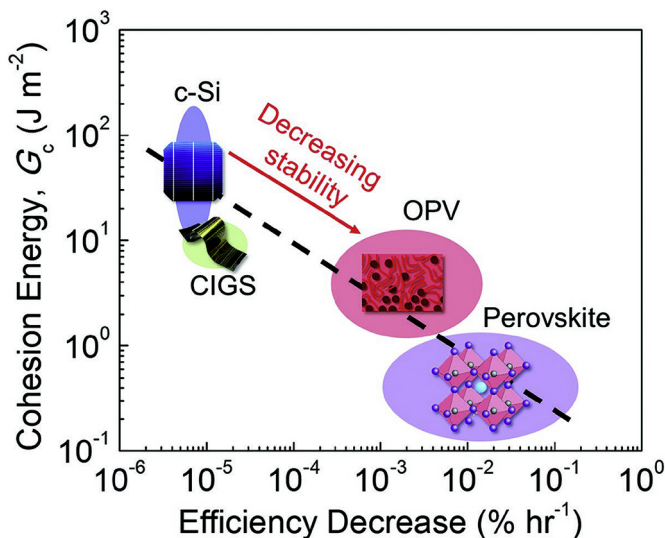 Cohesion Energy, G_c (J m⁻²)
10³
10²
10¹
10⁰
10⁻¹
c-Si
Decreasing
stability
CIGS
OPV
Perovskite
10⁻⁶ 10⁻⁵ 10⁻⁴ 10⁻³ 10⁻² 10⁻¹ 10⁰
Efficiency Decrease (% hr⁻¹)